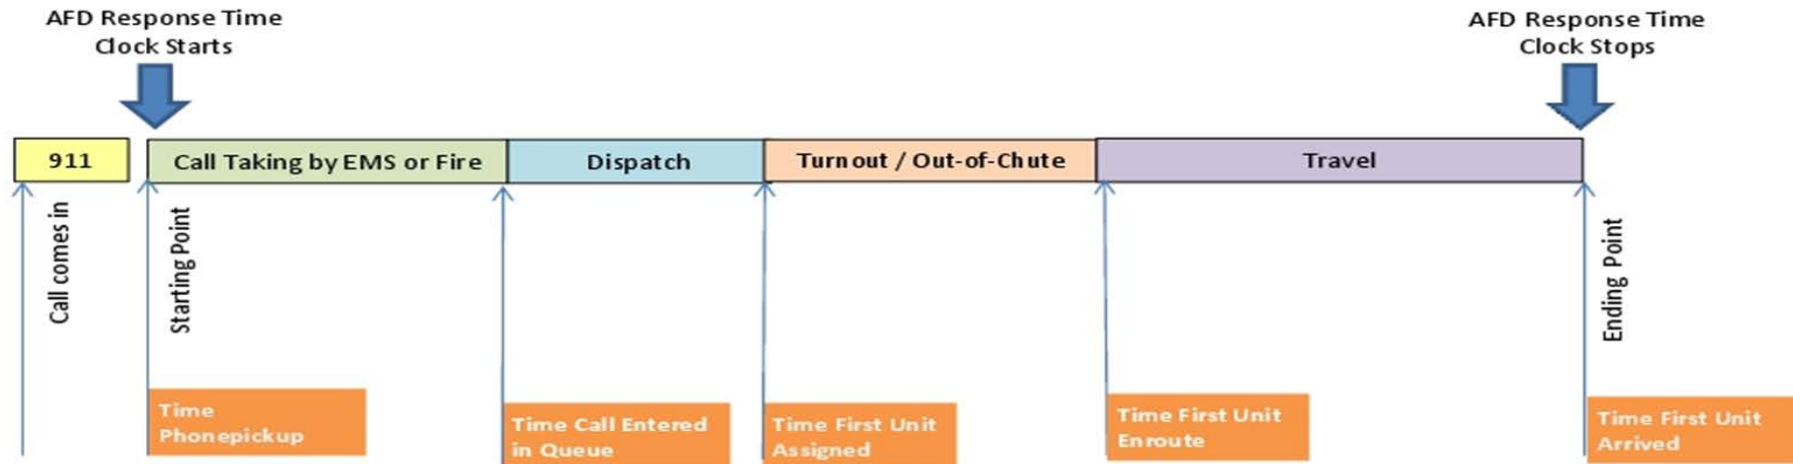 AFD Response Time
Clock Starts
AFD Response Time
Clock Stops
911
Call Taking by EMS or Fire
Dispatch
Turnout / Out-of-Chute
Travel
Call comes in
Starting Point
Ending Point
Time
Phonepickup
Time Call Entered
in Queue
Time First Unit
Assigned
Time First Unit
Enroute
Time First Unit
Arrived